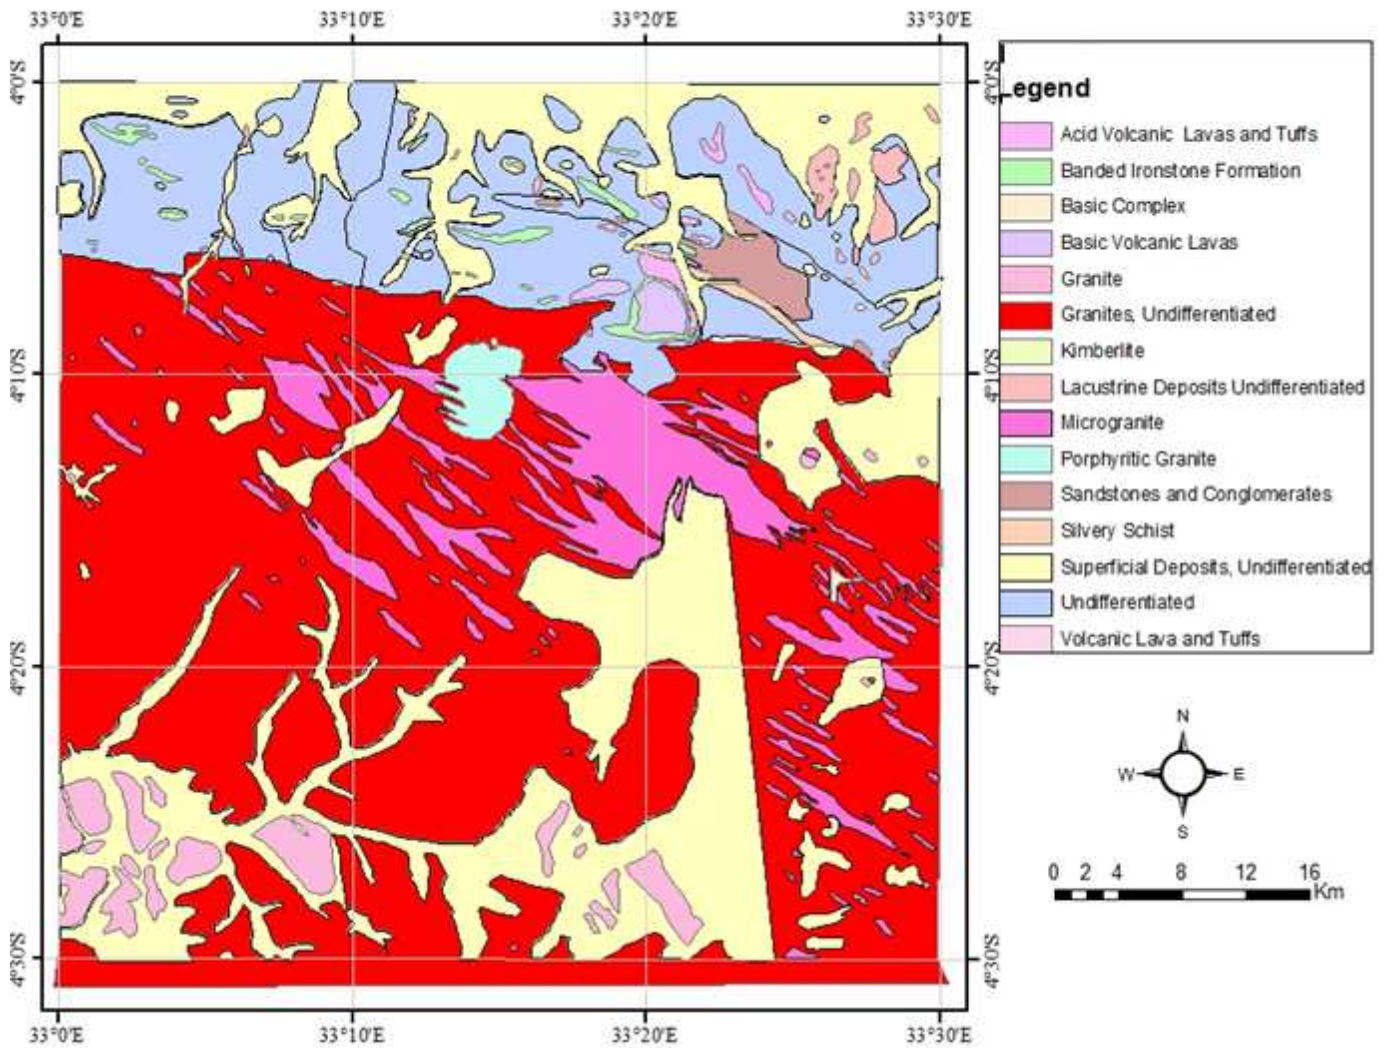 33°0'E 33°10'E 33°20'E 33°30'E
4°0'S
4°0'S
Legend
Acid Volcanic Lavas and Tuffs
Banded Ironstone Formation
Basic Complex
Basic Volcanic Lavas
Granite
Granites, Undifferentiated
Kimberlite
Lacustrine Deposits Undifferentiated
Microgranite
Porphyritic Granite
Sandstones and Conglomerates
Silvery Schist
Superficial Deposits, Undifferentiated
Undifferentiated
Volcanic Lava and Tuffs
4°10'S
4°10'S
4°20'S
4°20'S
N
W E
S
0 2 4 8 12 16
Km
4°30'S
4°30'S
33°0'E 33°10'E 33°20'E 33°30'E